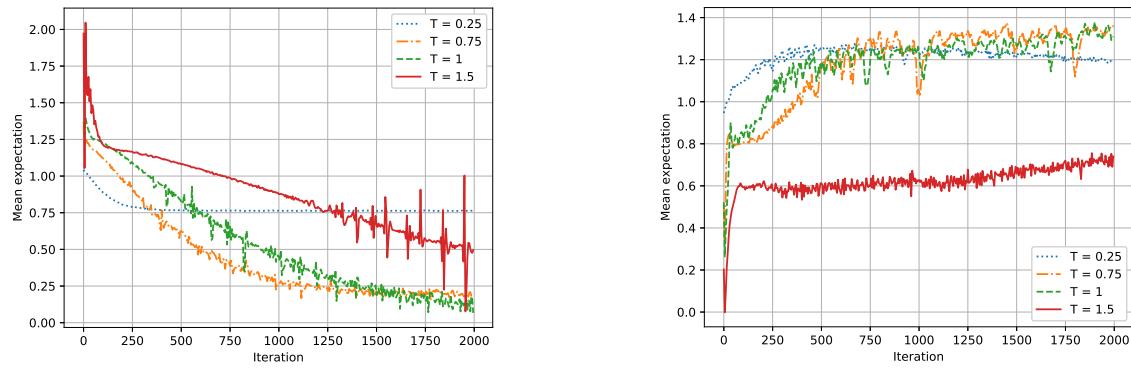 Mean expectation
2.00
1.75
1.50
1.25
1.00
0.75
0.50
0.25
0.00
T = 0.25
T = 0.75
T = 1
T = 1.5
0 250 500 750 1000 1250 1500 1750 2000
Iteration
Mean expectation
1.4
1.2
1.0
0.8
0.6
0.4
0.2
0.0
T = 0.25
T = 0.75
T = 1
T = 1.5
0 250 500 750 1000 1250 1500 1750 2000
Iteration